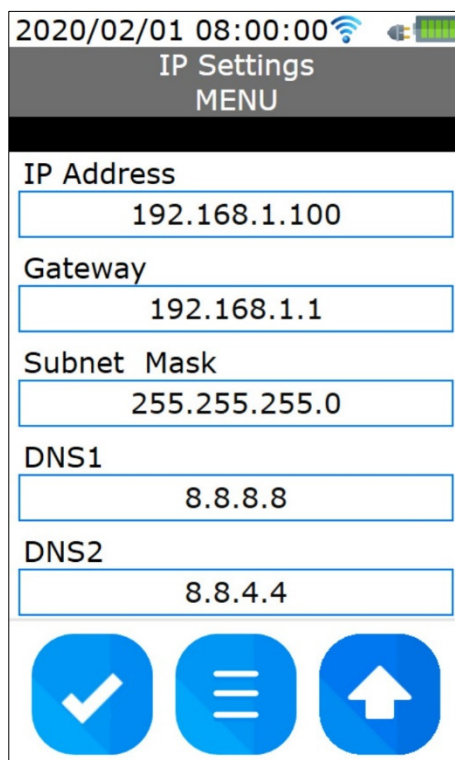 2020/02/01 08:00:00
IP Settings
MENU
IP Address
192.168.1.100
Gateway
192.168.1.1
Subnet Mask
255.255.255.0
DNS1
8.8.8.8
DNS2
8.8.4.4